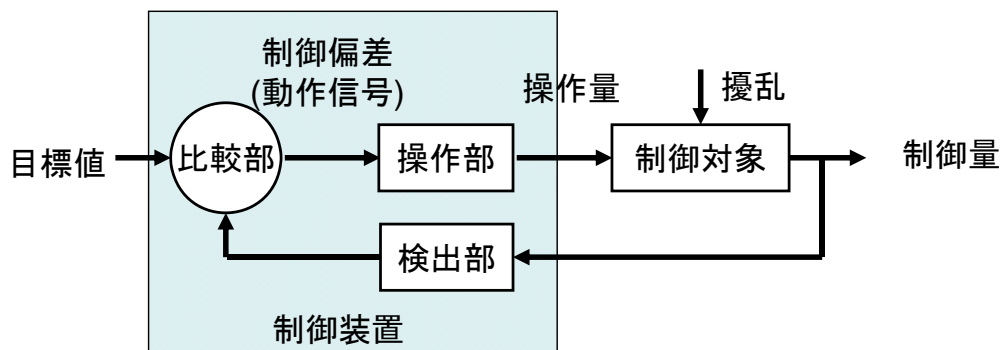 制御偏差
(動作信号)
操作量
擾乱
目標値
比較部
操作部
制御対象
制御量
検出部
制御装置